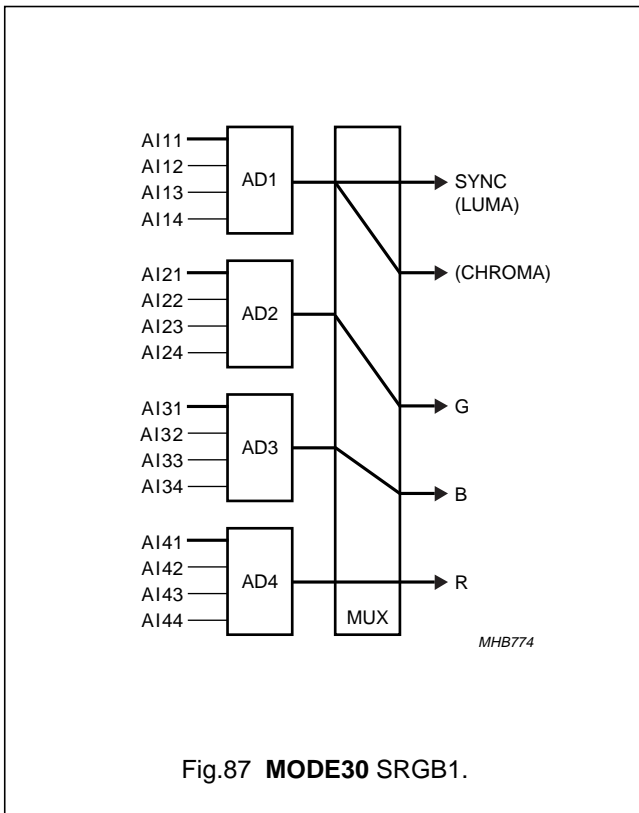 AI11
AI12
AI13
AI14
AD1
SYNC
(LUMA)
(CHROMA)
AI21
AI22
AI23
AI24
AD2
G
AI31
AI32
AI33
AI34
AD3
B
AI41
AI42
AI43
AI44
AD4
R
MUX
MHB774
Fig.87 MODE30 SRGB1.